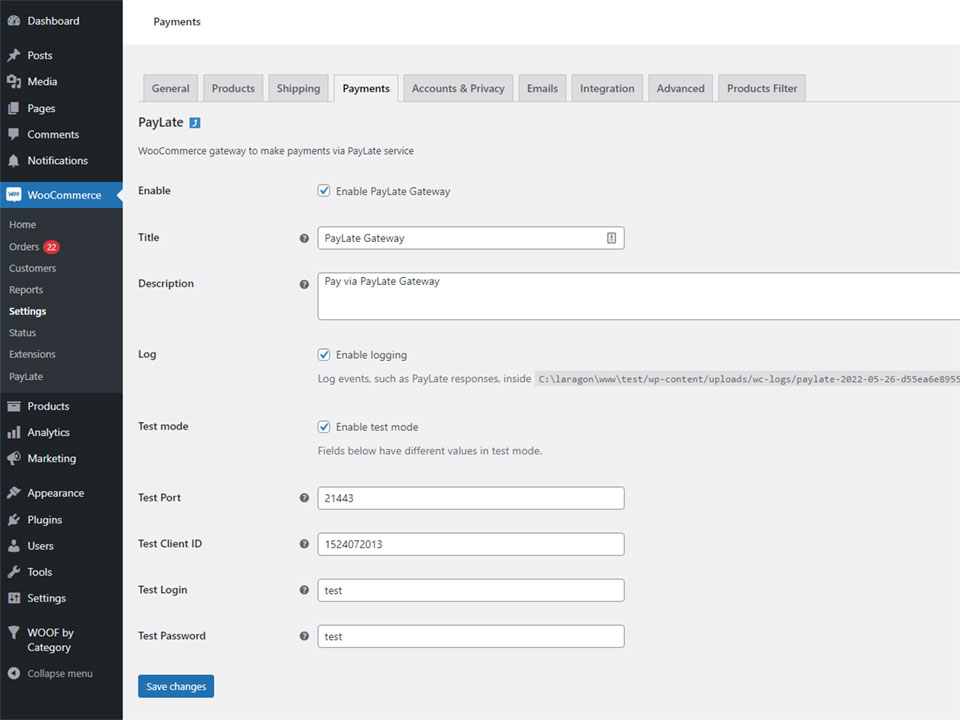 Dashboard
Posts
Media
Pages
Comments
Notifications
WooCommerce
Home
Orders 22
Customers
Reports
Settings
Status
Extensions
PayLate
Products
Analytics
Marketing
Appearance
Plugins
Users
Tools
Settings
WOOF by
Category
Collapse menu
Payments
General Products Shipping Payments Accounts & Privacy Emails Integration Advanced Products Filter
PayLate
WooCommerce gateway to make payments via PayLate service
Enable Enable PayLate Gateway
Title PayLate Gateway
Description Pay via PayLate Gateway
Log Enable logging
Log events, such as PayLate responses, inside C:\laragon\www\test/wp-content/uploads/wc-logs/paylate-2022-05-26-d55ea6e8955
Test mode Enable test mode
Fields below have different values in test mode.
Test Port 21443
Test Client ID 1524072013
Test Login test
Test Password test
Save changes